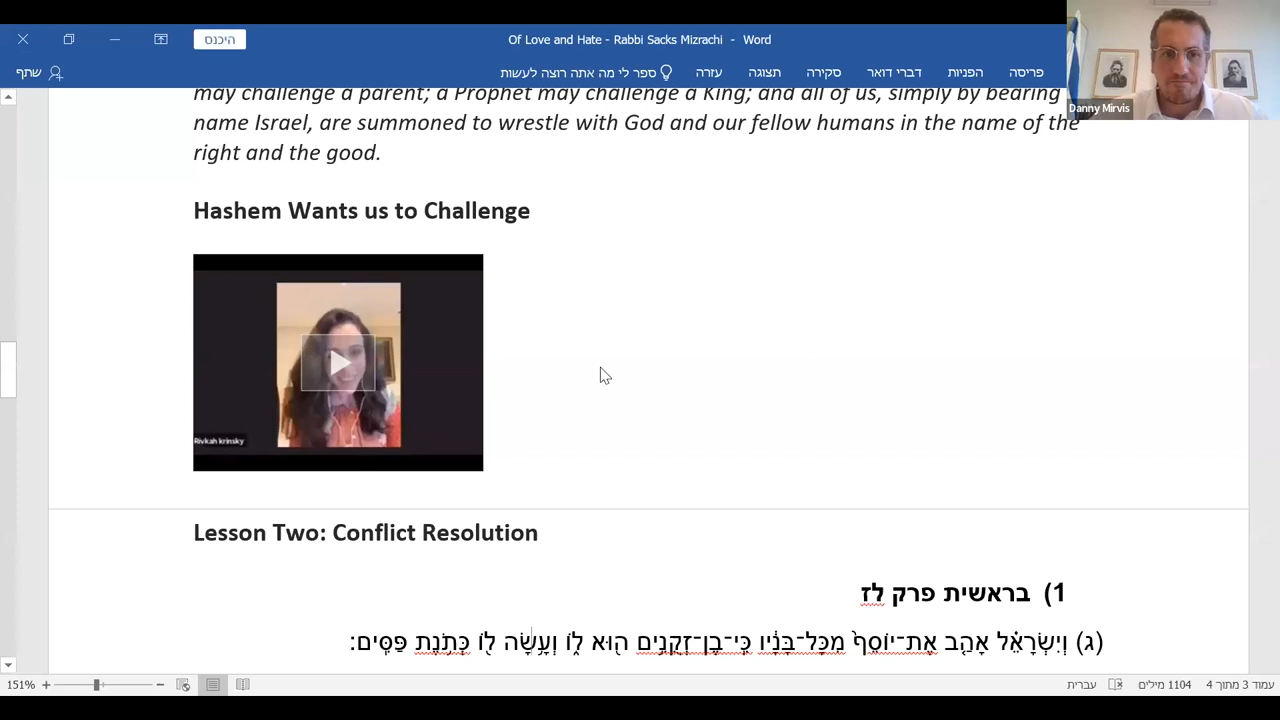 היכנס
Of Love and Hate - Rabbi Sacks Mizrachi - Word
שתף
פריסה הפניות דברי דואר סקירה תצוגה עזרה ספר לי מה אתה רוצה לעשות
Danny Mirvis
may challenge a parent; a Prophet may challenge a King; and all of us, simply by bearing
name Israel, are summoned to wrestle with God and our fellow humans in the name of the
right and the good.
Hashem Wants us to Challenge
Rivkah krinsky
Lesson Two: Conflict Resolution
1) בראשית פרק לז
(ג) וְיִשְׂרָאֵ֗ל אָהַ֤ב אֶת־יוֹסֵף֙ מִכׇּל־בָּנָ֔יו כִּֽי־בֶן־זְקֻנִ֥ים ה֖וּא ל֑וֹ וְעָ֥שָׂה ל֖וֹ כְּתֹ֥נֶת פַּסִּֽים׃
151%
עברית
1104 מילים
עמוד 3 מתוך 4